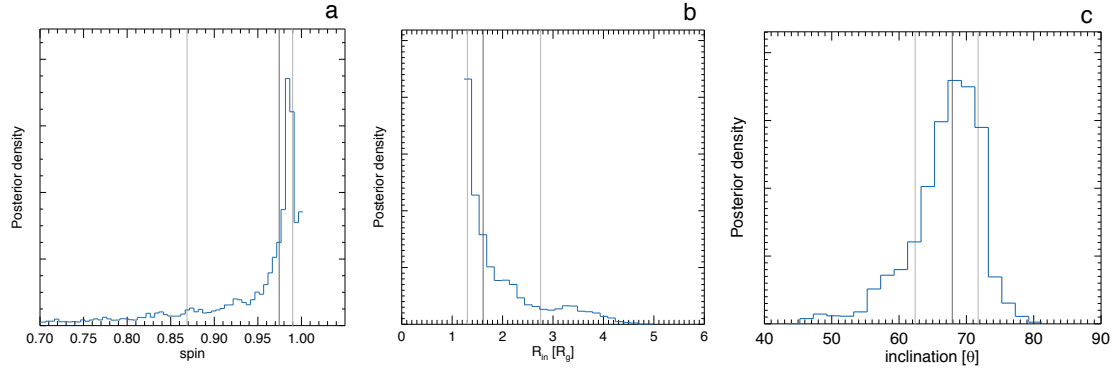 a
Posterior density
0.70 0.75 0.80 0.85 0.90 0.95 1.00
spin
b
Posterior density
0 1 2 3 4 5 6
R_in [R_g]
c
Posterior density
40 50 60 70 80 90
inclination [θ]